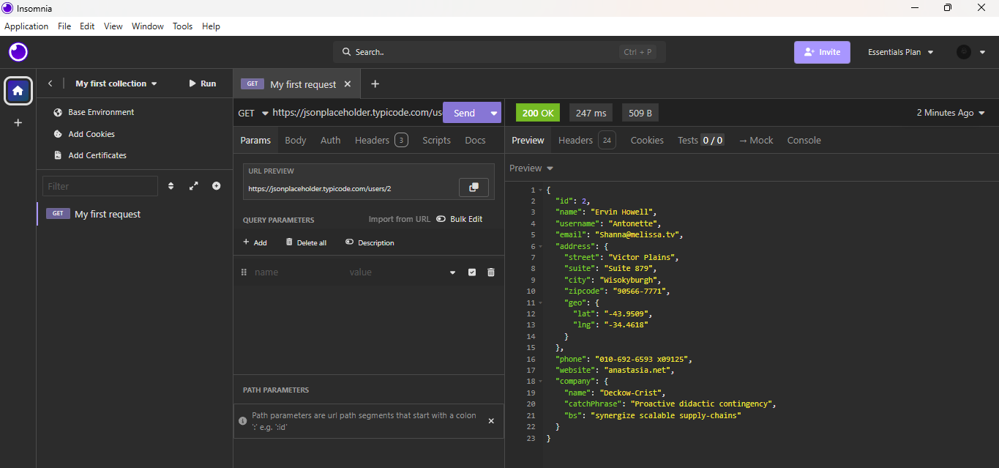 Insomnia
Application File Edit View Window Tools Help
Search.. Ctrl + P Invite Essentials Plan
My first collection Run GET My first request
Base Environment
Add Cookies
Add Certificates
Filter
GET My first request
GET https://jsonplaceholder.typicode.com/us Send
Params Body Auth Headers 3 Scripts Docs
URL PREVIEW
https://jsonplaceholder.typicode.com/users/2
QUERY PARAMETERS Import from URL Bulk Edit
+ Add Delete all Description
name value
PATH PARAMETERS
Path parameters are url path segments that start with a colon
':' e.g. ':id'
200 OK 247 ms 509 B 2 Minutes Ago
Preview Headers 24 Cookies Tests 0 / 0 → Mock Console
Preview
1 {
2 "id": 2,
3 "name": "Ervin Howell",
4 "username": "Antonette",
5 "email": "Shanna@melissa.tv",
6 "address": {
7 "street": "Victor Plains",
8 "suite": "Suite 879",
9 "city": "Wisokyburgh",
10 "zipcode": "90566-7771",
11 "geo": {
12 "lat": "-43.9509",
13 "lng": "-34.4618"
14 }
15 },
16 "phone": "010-692-6593 x09125",
17 "website": "anastasia.net",
18 "company": {
19 "name": "Deckow-Crist",
20 "catchPhrase": "Proactive didactic contingency",
21 "bs": "synergize scalable supply-chains"
22 }
23 }